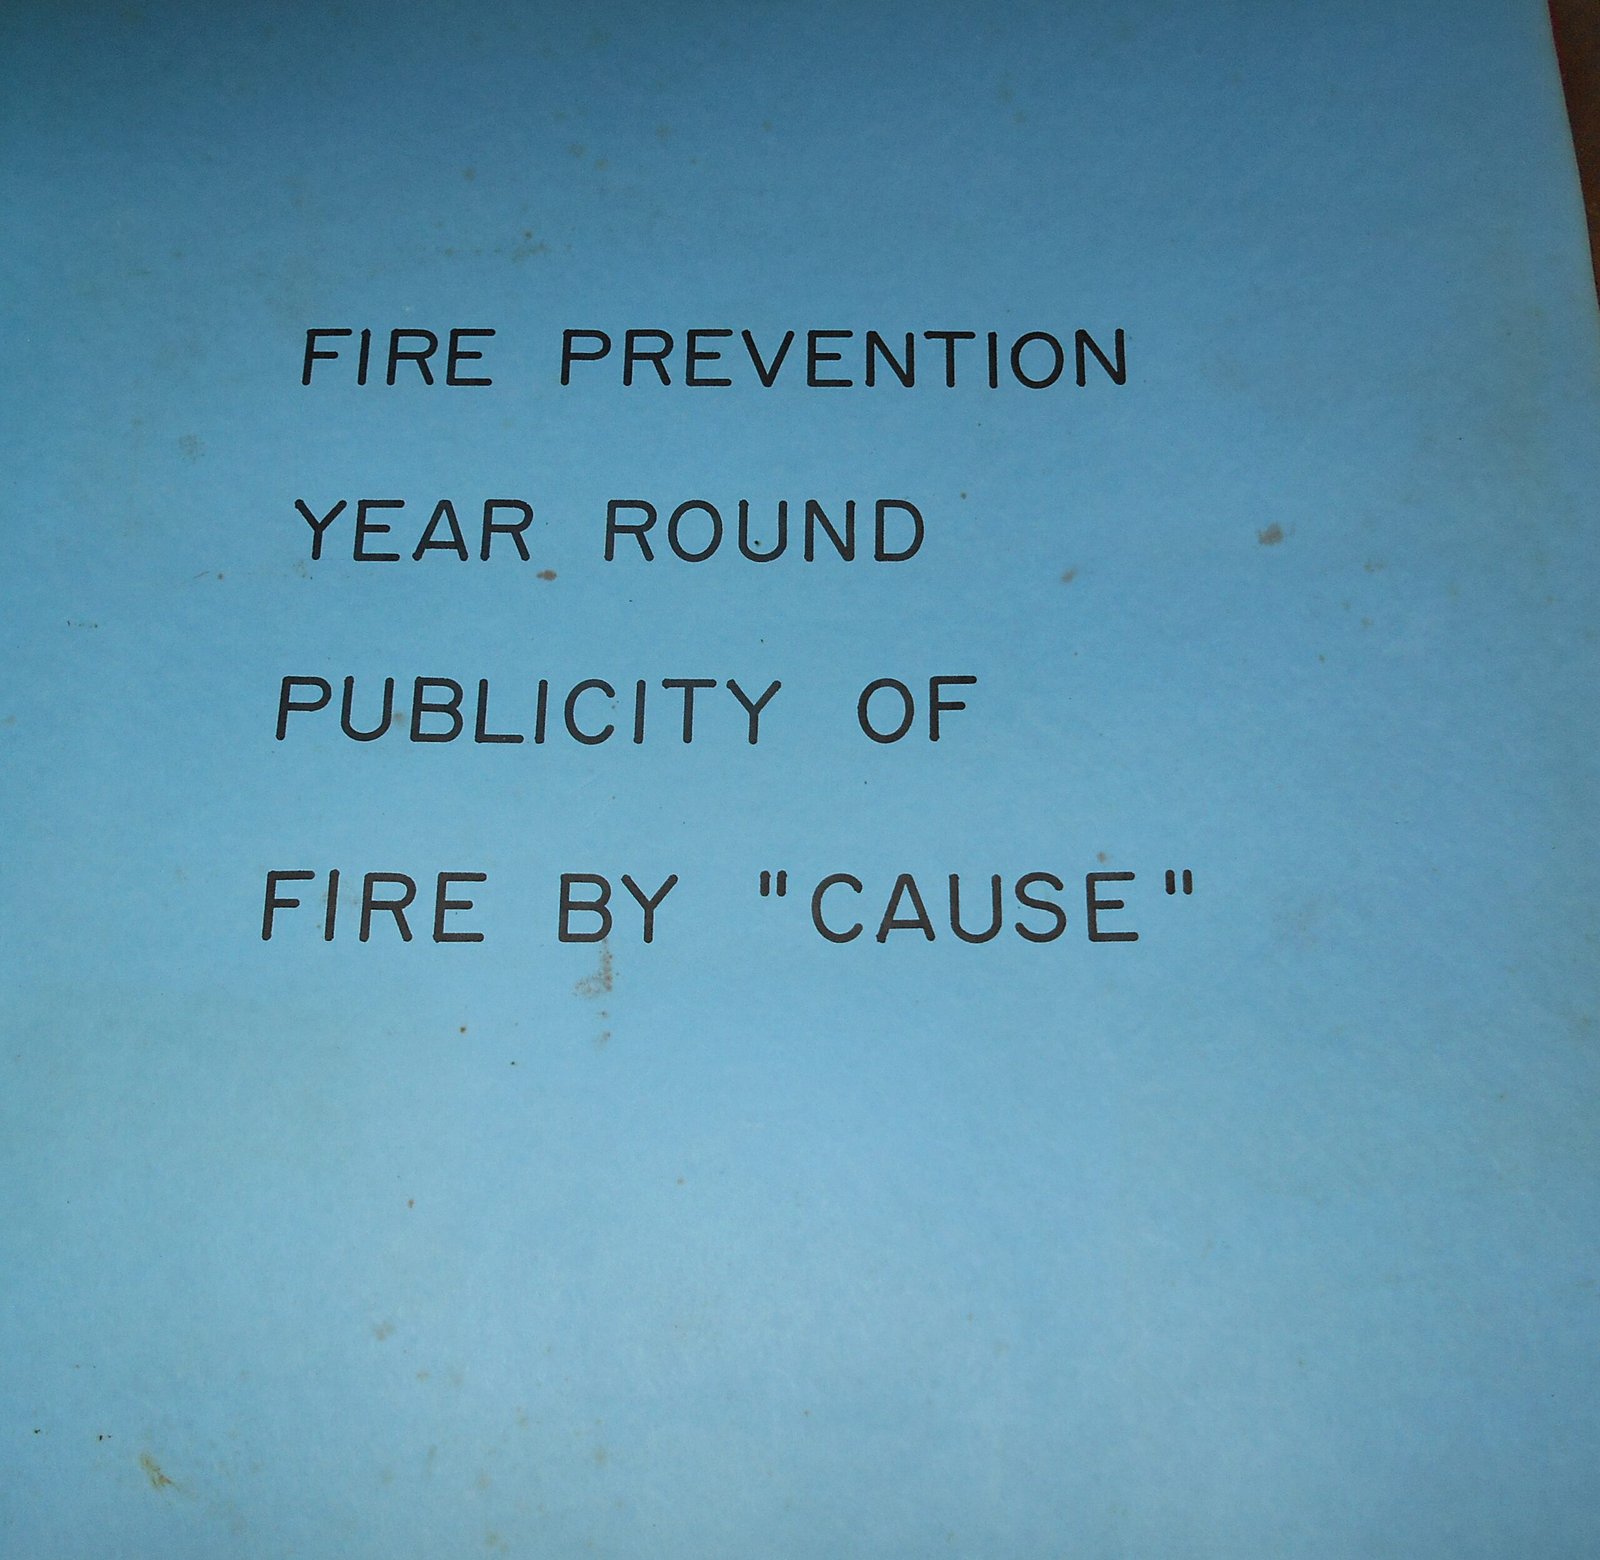 FIRE PREVENTION
YEAR ROUND
PUBLICITY OF
FIRE BY "CAUSE"